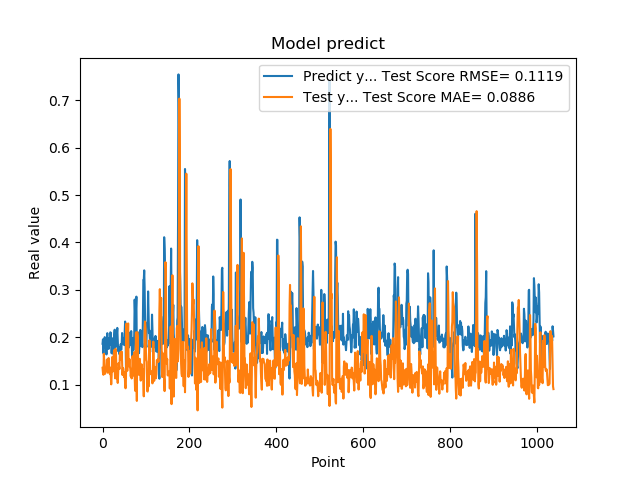 Model predict
Predict y... Test Score RMSE= 0.1119
Test y... Test Score MAE= 0.0886
Real value
0.7
0.6
0.5
0.4
0.3
0.2
0.1
0 200 400 600 800 1000
Point